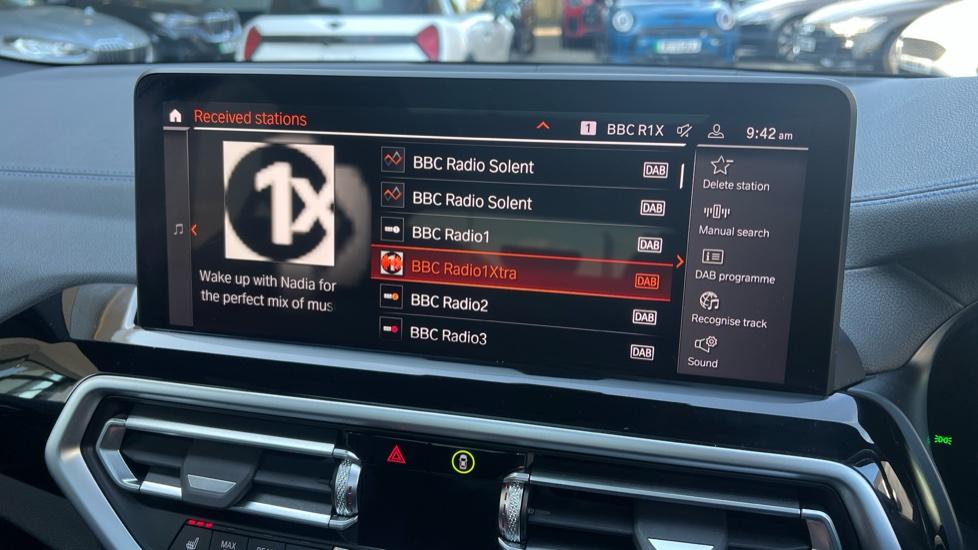 Received stations
1 BBC R1X 9:42 am
1x
Wake up with Nadia for
the perfect mix of mus
BBC Radio Solent DAB
BBC Radio Solent DAB
BBC Radio1 DAB
BBC Radio1Xtra DAB
BBC Radio2 DAB
BBC Radio3 DAB
Delete station
Manual search
DAB programme
Recognise track
Sound
MAX